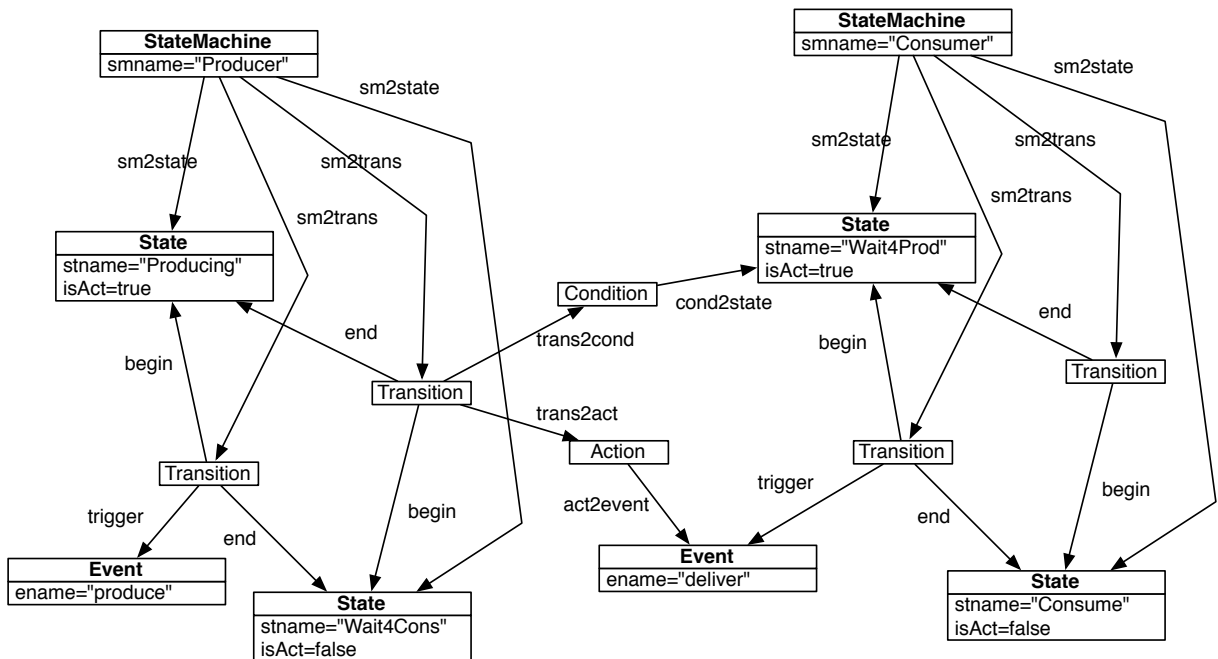 StateMachine
smname="Producer"
StateMachine
smname="Consumer"
sm2state
sm2state
sm2state
sm2trans
sm2state
sm2trans
sm2trans
sm2trans
State
stname="Producing"
isAct=true
State
stname="Wait4Prod"
isAct=true
Condition
cond2state
end
trans2cond
end
begin
begin
Transition
Transition
trans2act
Transition
Action
Transition
trigger
begin
act2event
trigger
end
begin
end
Event
ename="produce"
Event
ename="deliver"
State
stname="Consume"
isAct=false
State
stname="Wait4Cons"
isAct=false